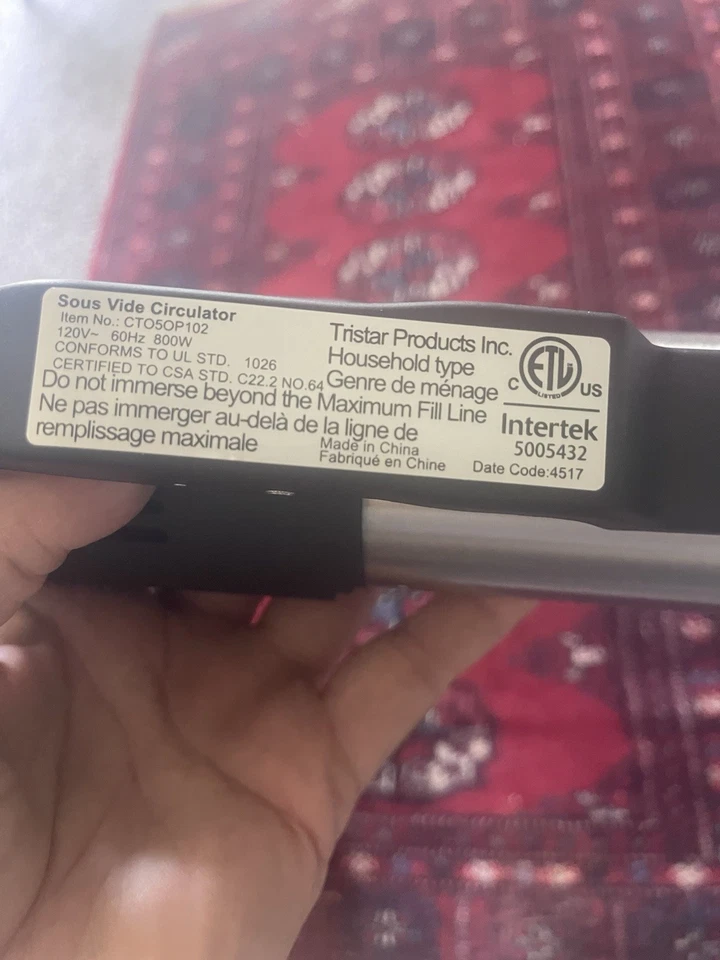 Sous Vide Circulator
Item No.: CTO5OP102
120V~ 60Hz 800W
CONFORMS TO UL STD. 1026
CERTIFIED TO CSA STD. C22.2 NO.64
Do not immerse beyond the Maximum Fill Line
Ne pas immerger au-delà de la ligne de
remplissage maximale
Tristar Products Inc.
Household type
Genre de ménage
Made in China
Fabriqué en Chine
C ETL US
LISTED
Intertek
5005432
Date Code:4517